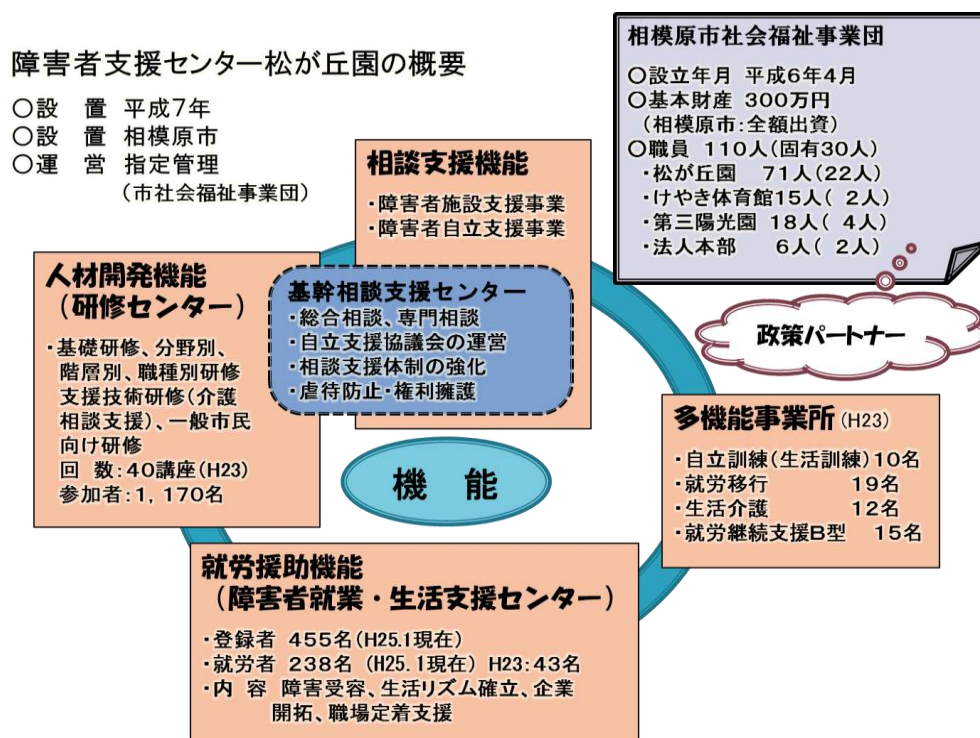 障害者支援センター松が丘園の概要
○設　置 平成7年
○設　置 相模原市
○運　営 指定管理
（市社会福祉事業団）
相模原市社会福祉事業団
○設立年月 平成6年4月
○基本財産 300万円
（相模原市：全額出資）
○職員 110人（固有30人）
・松が丘園　71人（22人）
・けやき体育館15人（ 2人）
・第三陽光園 18人（ 4人）
・法人本部　 6人（ 2人）
政策パートナー
相談支援機能
・障害者施設支援事業
・障害者自立支援事業
基幹相談支援センター
・総合相談、専門相談
・自立支援協議会の運営
・相談支援体制の強化
・虐待防止・権利擁護
人材開発機能
（研修センター）
・基礎研修、分野別、
階層別、職種別研修
支援技術研修（介護
相談支援）、一般市民
向け研修
回　数：40講座（H23）
参加者：1，170名
機　能
多機能事業所（H23）
・自立訓練（生活訓練）10名
・就労移行　　　　19名
・生活介護　　　　12名
・就労継続支援B型　15名
就労援助機能
（障害者就業・生活支援センター）
・登録者 455名（H25.1現在）
・就労者 238名 （H25.1現在） H23：43名
・内　容 障害受容、生活リズム確立、企業
開拓、職場定着支援